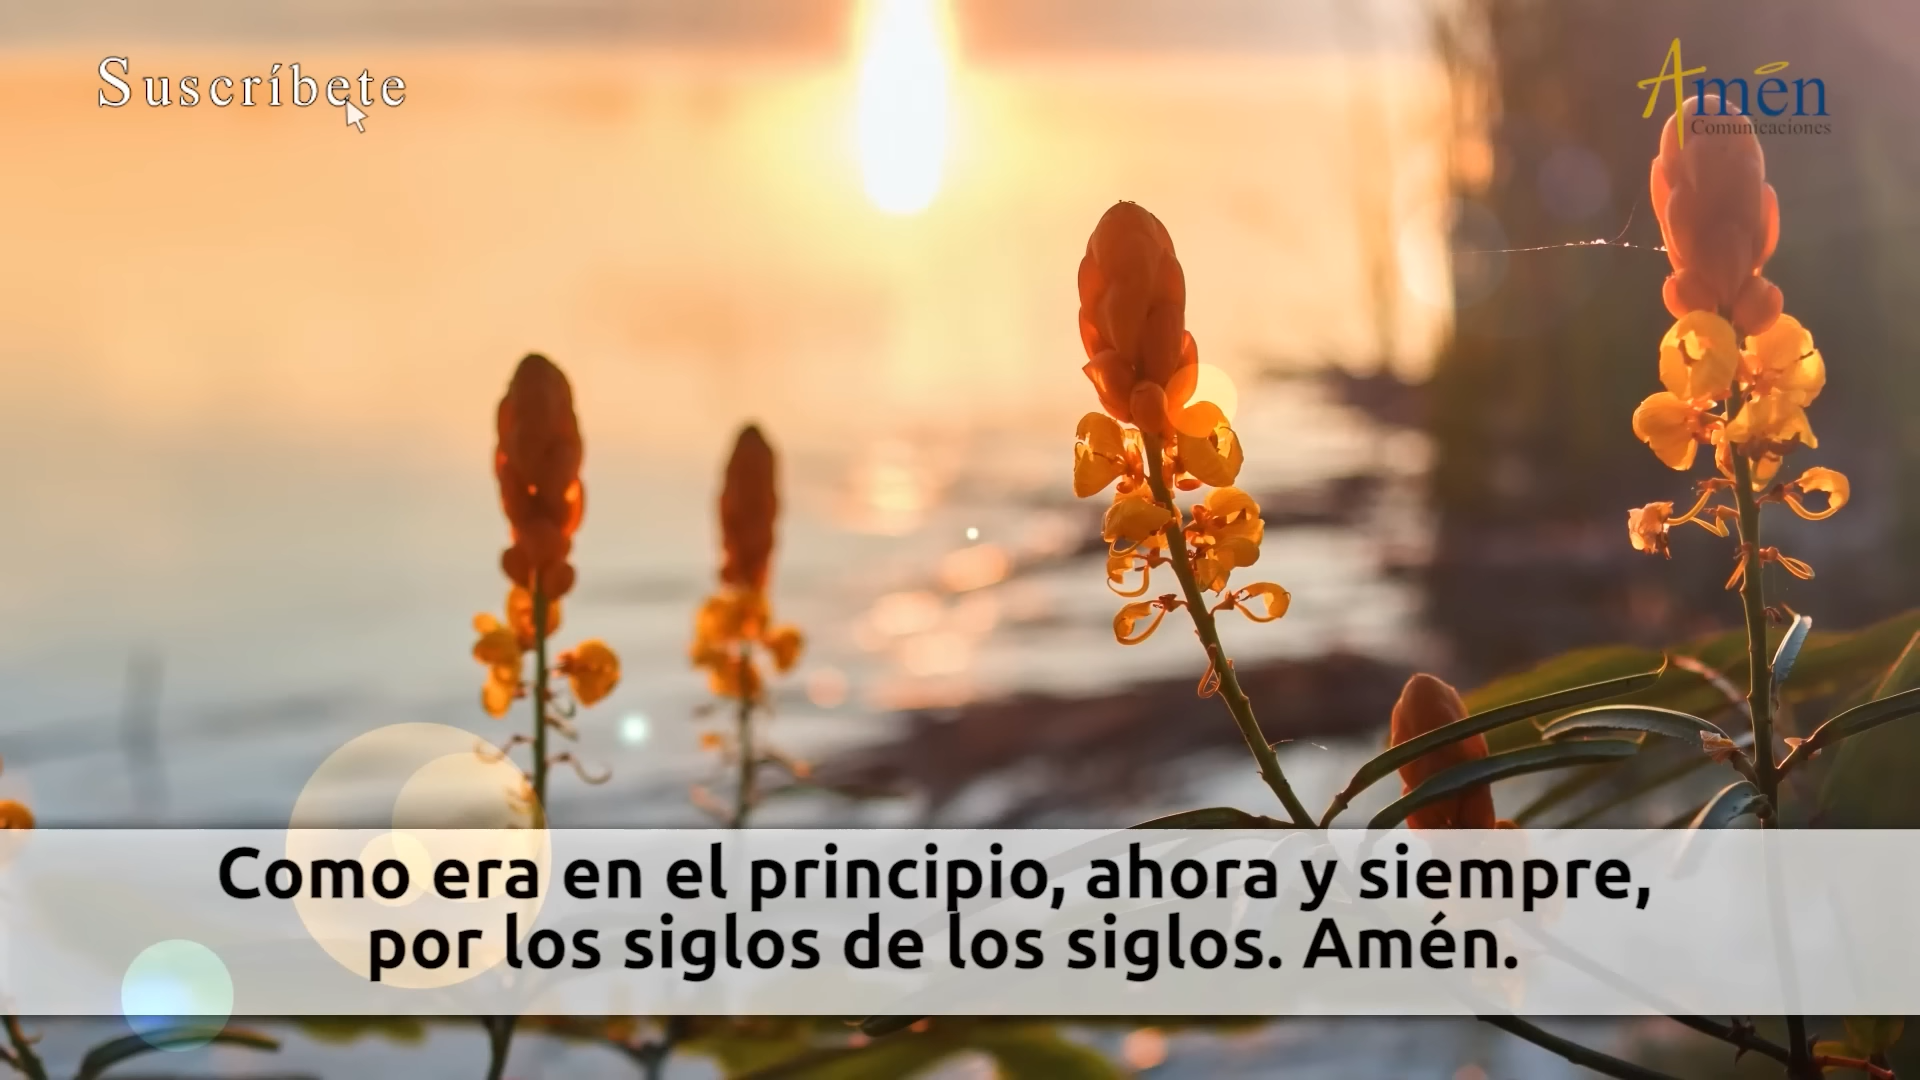 Suscríbete
Amén
Comunicaciones
Como era en el principio, ahora y siempre,
por los siglos de los siglos. Amén.